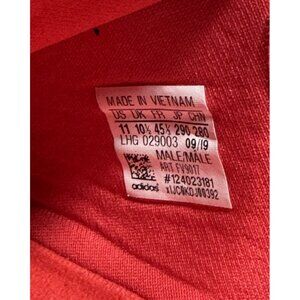 MADE IN VIETNAM
US UK FR JP CHN
11 10½ 45⅓ 290 280
LHG 029003 09/19
MALE/MALE
ART FV9017
#124023181
adidas